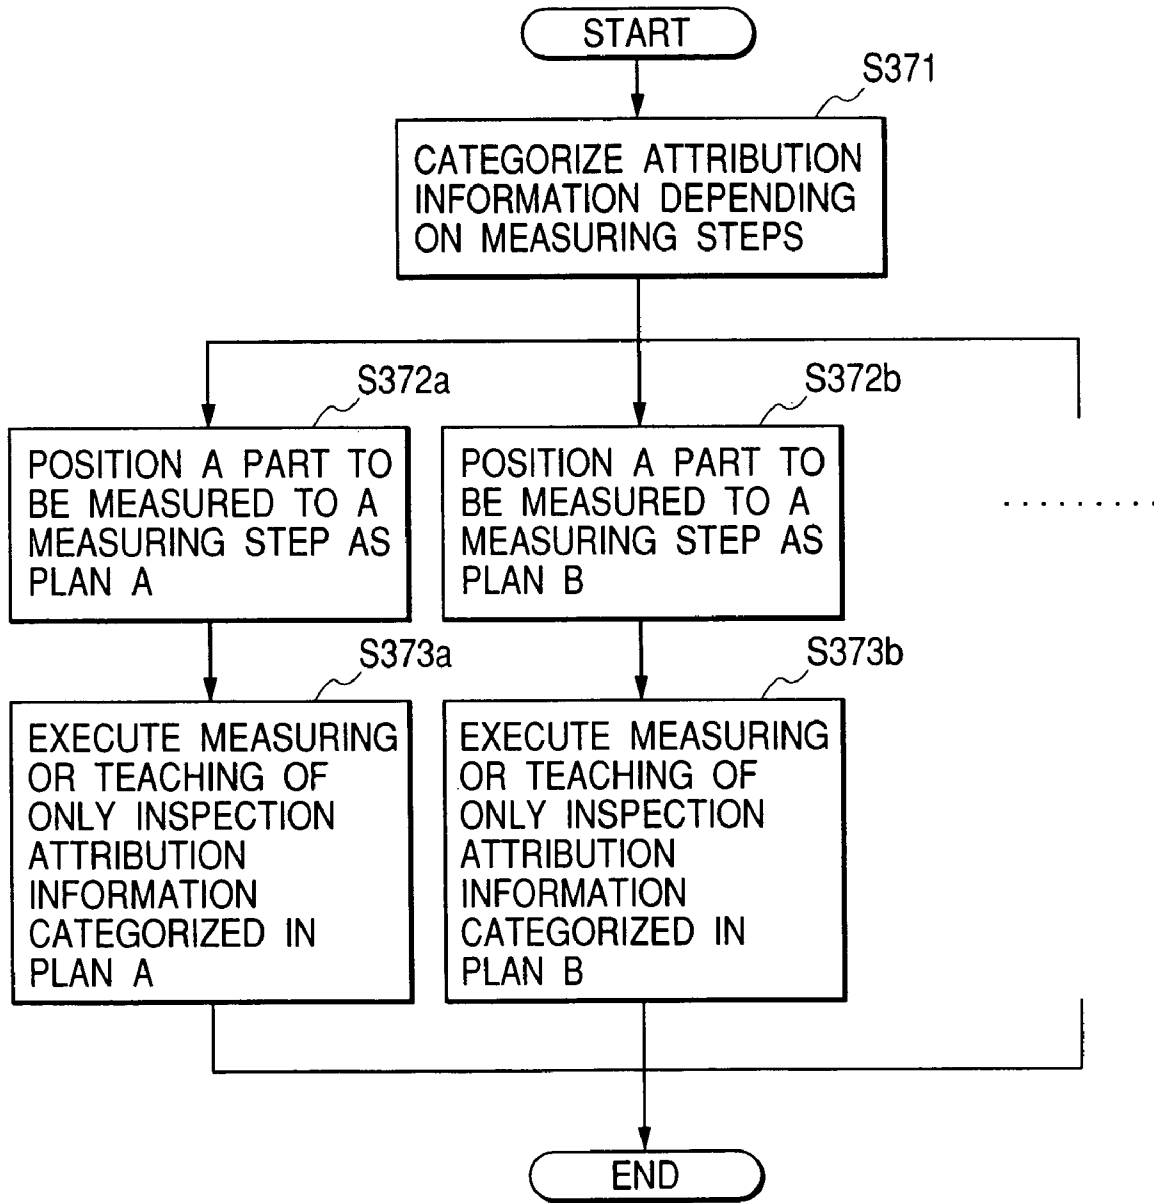 START
S371
CATEGORIZE ATTRIBUTION
INFORMATION DEPENDING
ON MEASURING STEPS
S372a
POSITION A PART TO
BE MEASURED TO A
MEASURING STEP AS
PLAN A
S372b
POSITION A PART TO
BE MEASURED TO A
MEASURING STEP AS
PLAN B
. . . . . . . . . .
S373a
EXECUTE MEASURING
OR TEACHING OF
ONLY INSPECTION
ATTRIBUTION
INFORMATION
CATEGORIZED IN
PLAN A
S373b
EXECUTE MEASURING
OR TEACHING OF
ONLY INSPECTION
ATTRIBUTION
INFORMATION
CATEGORIZED IN
PLAN B
END